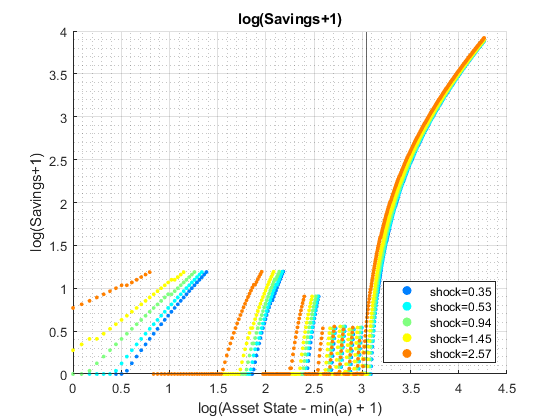 log(Savings+1)
log(Savings+1)
4
3.5
3
2.5
2
1.5
1
0.5
0
shock=0.35
shock=0.53
shock=0.94
shock=1.45
shock=2.57
0 0.5 1 1.5 2 2.5 3 3.5 4 4.5
log(Asset State - min(a) + 1)